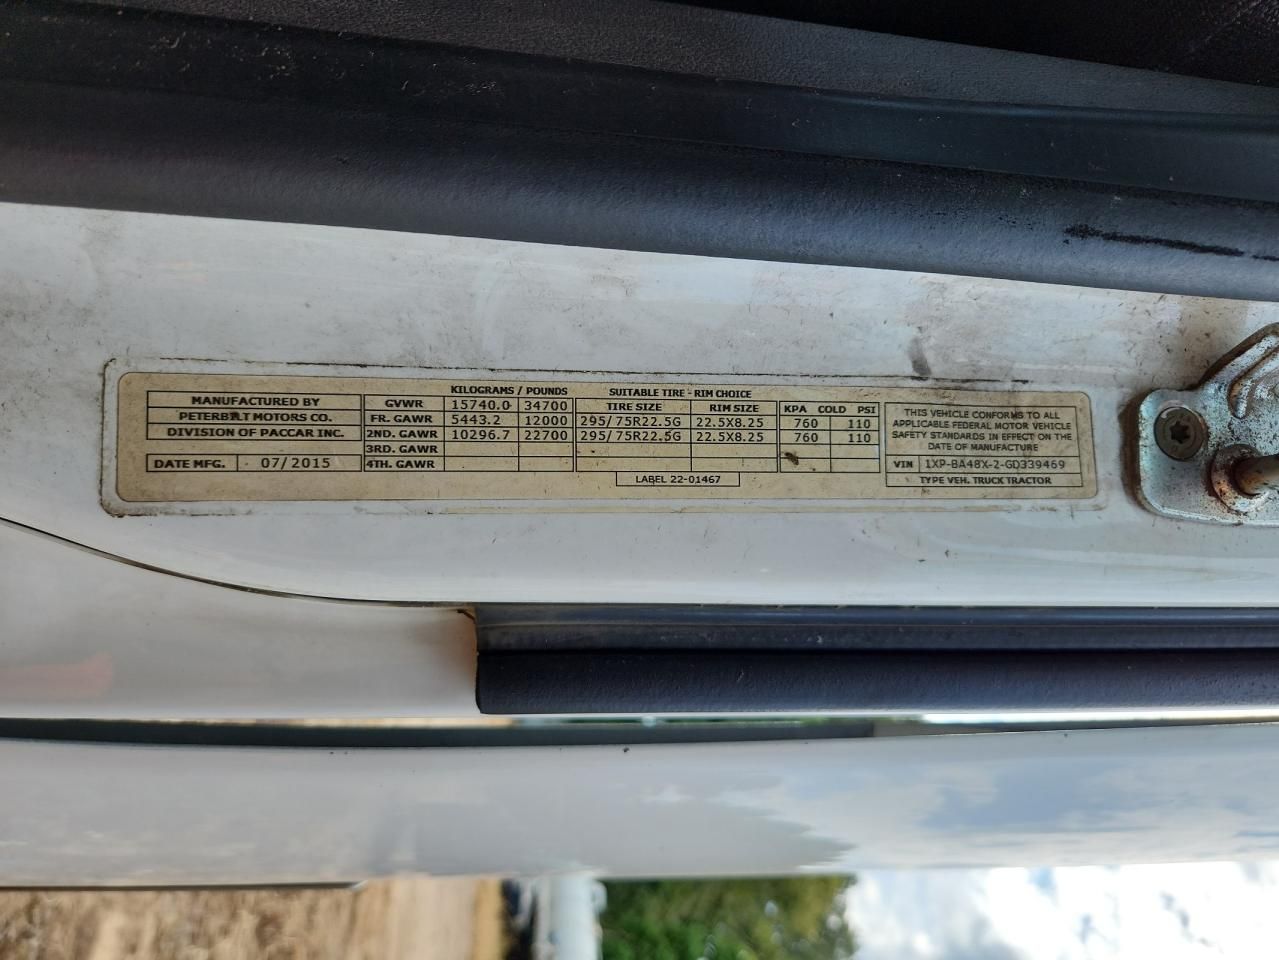 KILOGRAMS / POUNDS SUITABLE TIRE - RIM CHOICE
MANUFACTURED BY
PETERBILT MOTORS CO.
DIVISION OF PACCAR INC.
DATE MFG. 07/2015
GVWR 15740.0 34700 TIRE SIZE RIM SIZE KPA COLD PSI
FR. GAWR 5443.2 12000 295/75R22.5G 22.5X8.25 760 110
2ND. GAWR 10296.7 22700 295/75R22.5G 22.5X8.25 760 110
3RD. GAWR
4TH. GAWR
LABEL 22-01467
THIS VEHICLE CONFORMS TO ALL
APPLICABLE FEDERAL MOTOR VEHICLE
SAFETY STANDARDS IN EFFECT ON THE
DATE OF MANUFACTURE
VIN 1XP-BA48X-2-GD339469
TYPE VEH. TRUCK TRACTOR